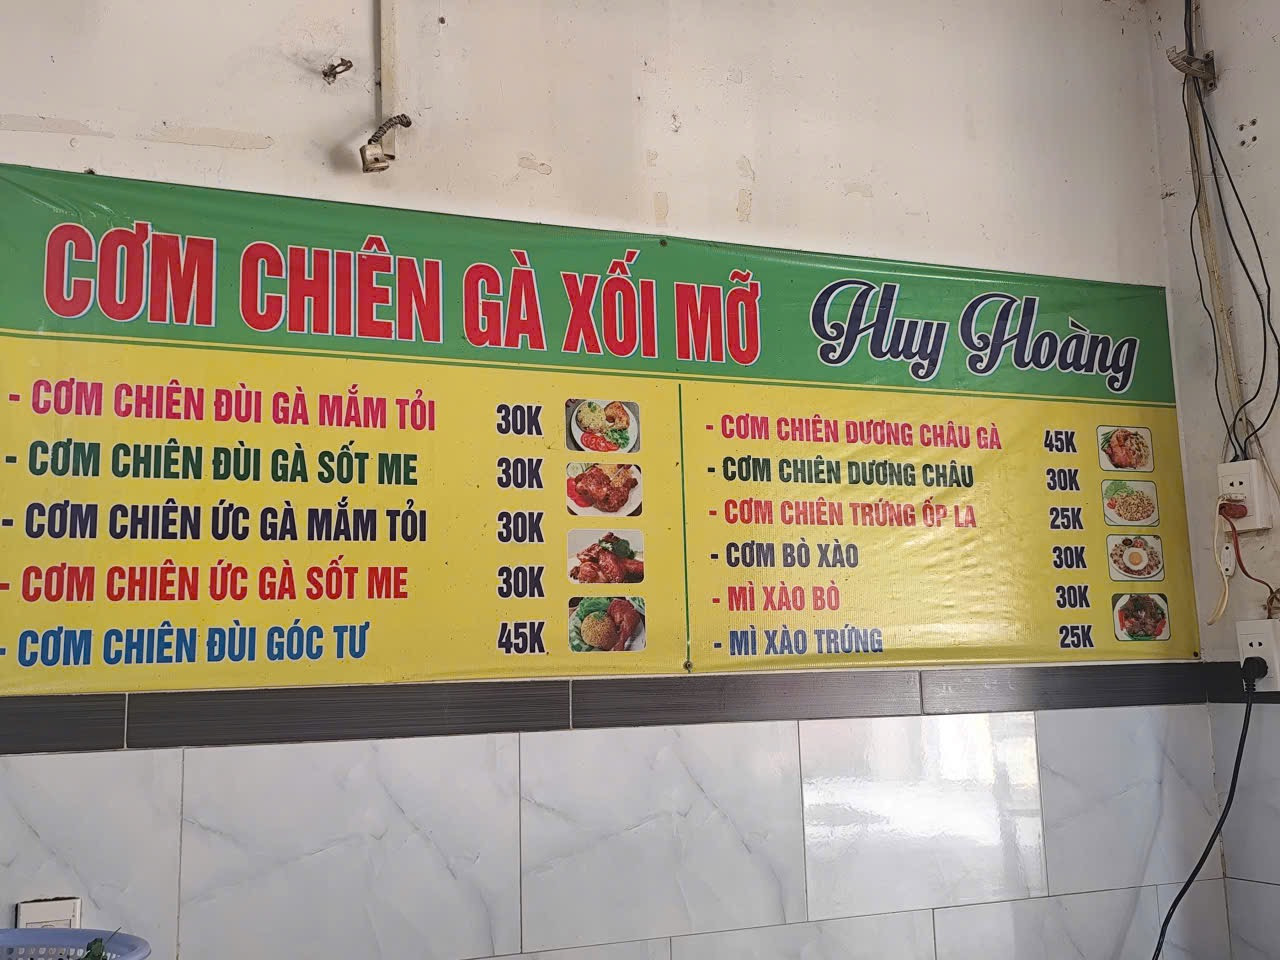 CƠM CHIÊN GÀ XỐI MỠ Huy Hoàng
- CƠM CHIÊN ĐÙI GÀ MẮM TỎI 30K
- CƠM CHIÊN ĐÙI GÀ SỐT ME 30K
- CƠM CHIÊN ỨC GÀ MẮM TỎI 30K
- CƠM CHIÊN ỨC GÀ SỐT ME 30K
- CƠM CHIÊN ĐÙI GÓC TƯ 45K
- CƠM CHIÊN DƯƠNG CHÂU GÀ 45K
- CƠM CHIÊN DƯƠNG CHÂU 30K
- CƠM CHIÊN TRỨNG ỐP LA 25K
- CƠM BÒ XÀO 30K
- MÌ XÀO BÒ 30K
- MÌ XÀO TRỨNG 25K